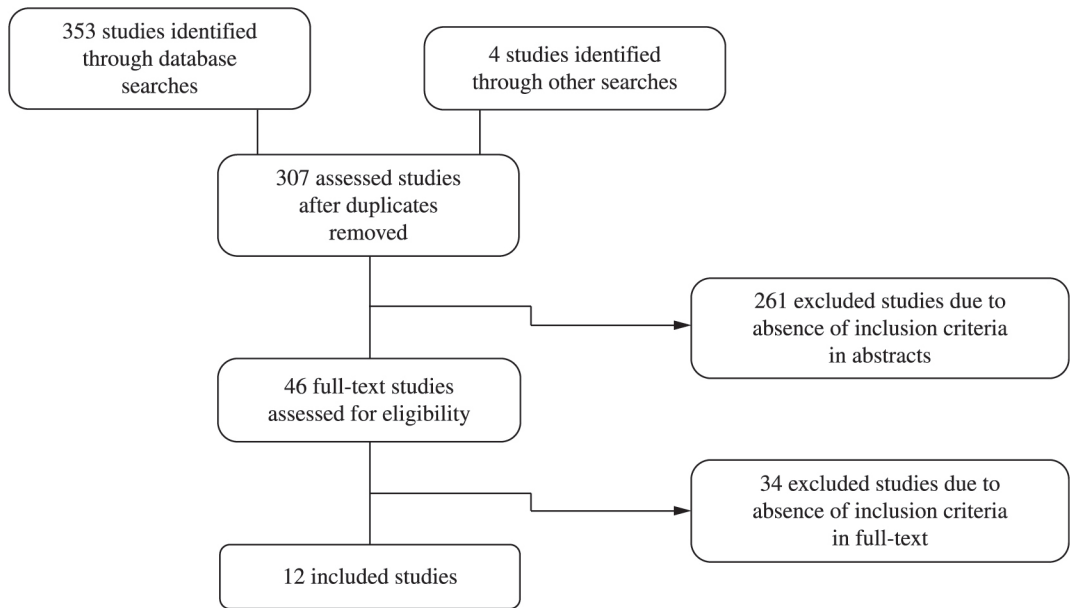 353 studies identified
through database
searches
4 studies identified
through other searches
307 assessed studies
after duplicates
removed
261 excluded studies due to
absence of inclusion criteria
in abstracts
46 full-text studies
assessed for eligibility
34 excluded studies due to
absence of inclusion criteria
in full-text
12 included studies